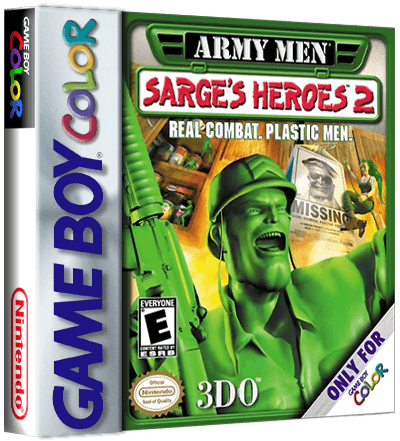 GAME BOY COLOR
Nintendo
GAME BOY COLOR
ARMY MEN
SARGE'S HEROES 2
REAL COMBAT. PLASTIC MEN.
MISSING
EVERYONE
E
CONTENT RATED BY
ESRB
Official
Nintendo
Seal of Quality
3DO™
ONLY FOR
GAME BOY
COLOR